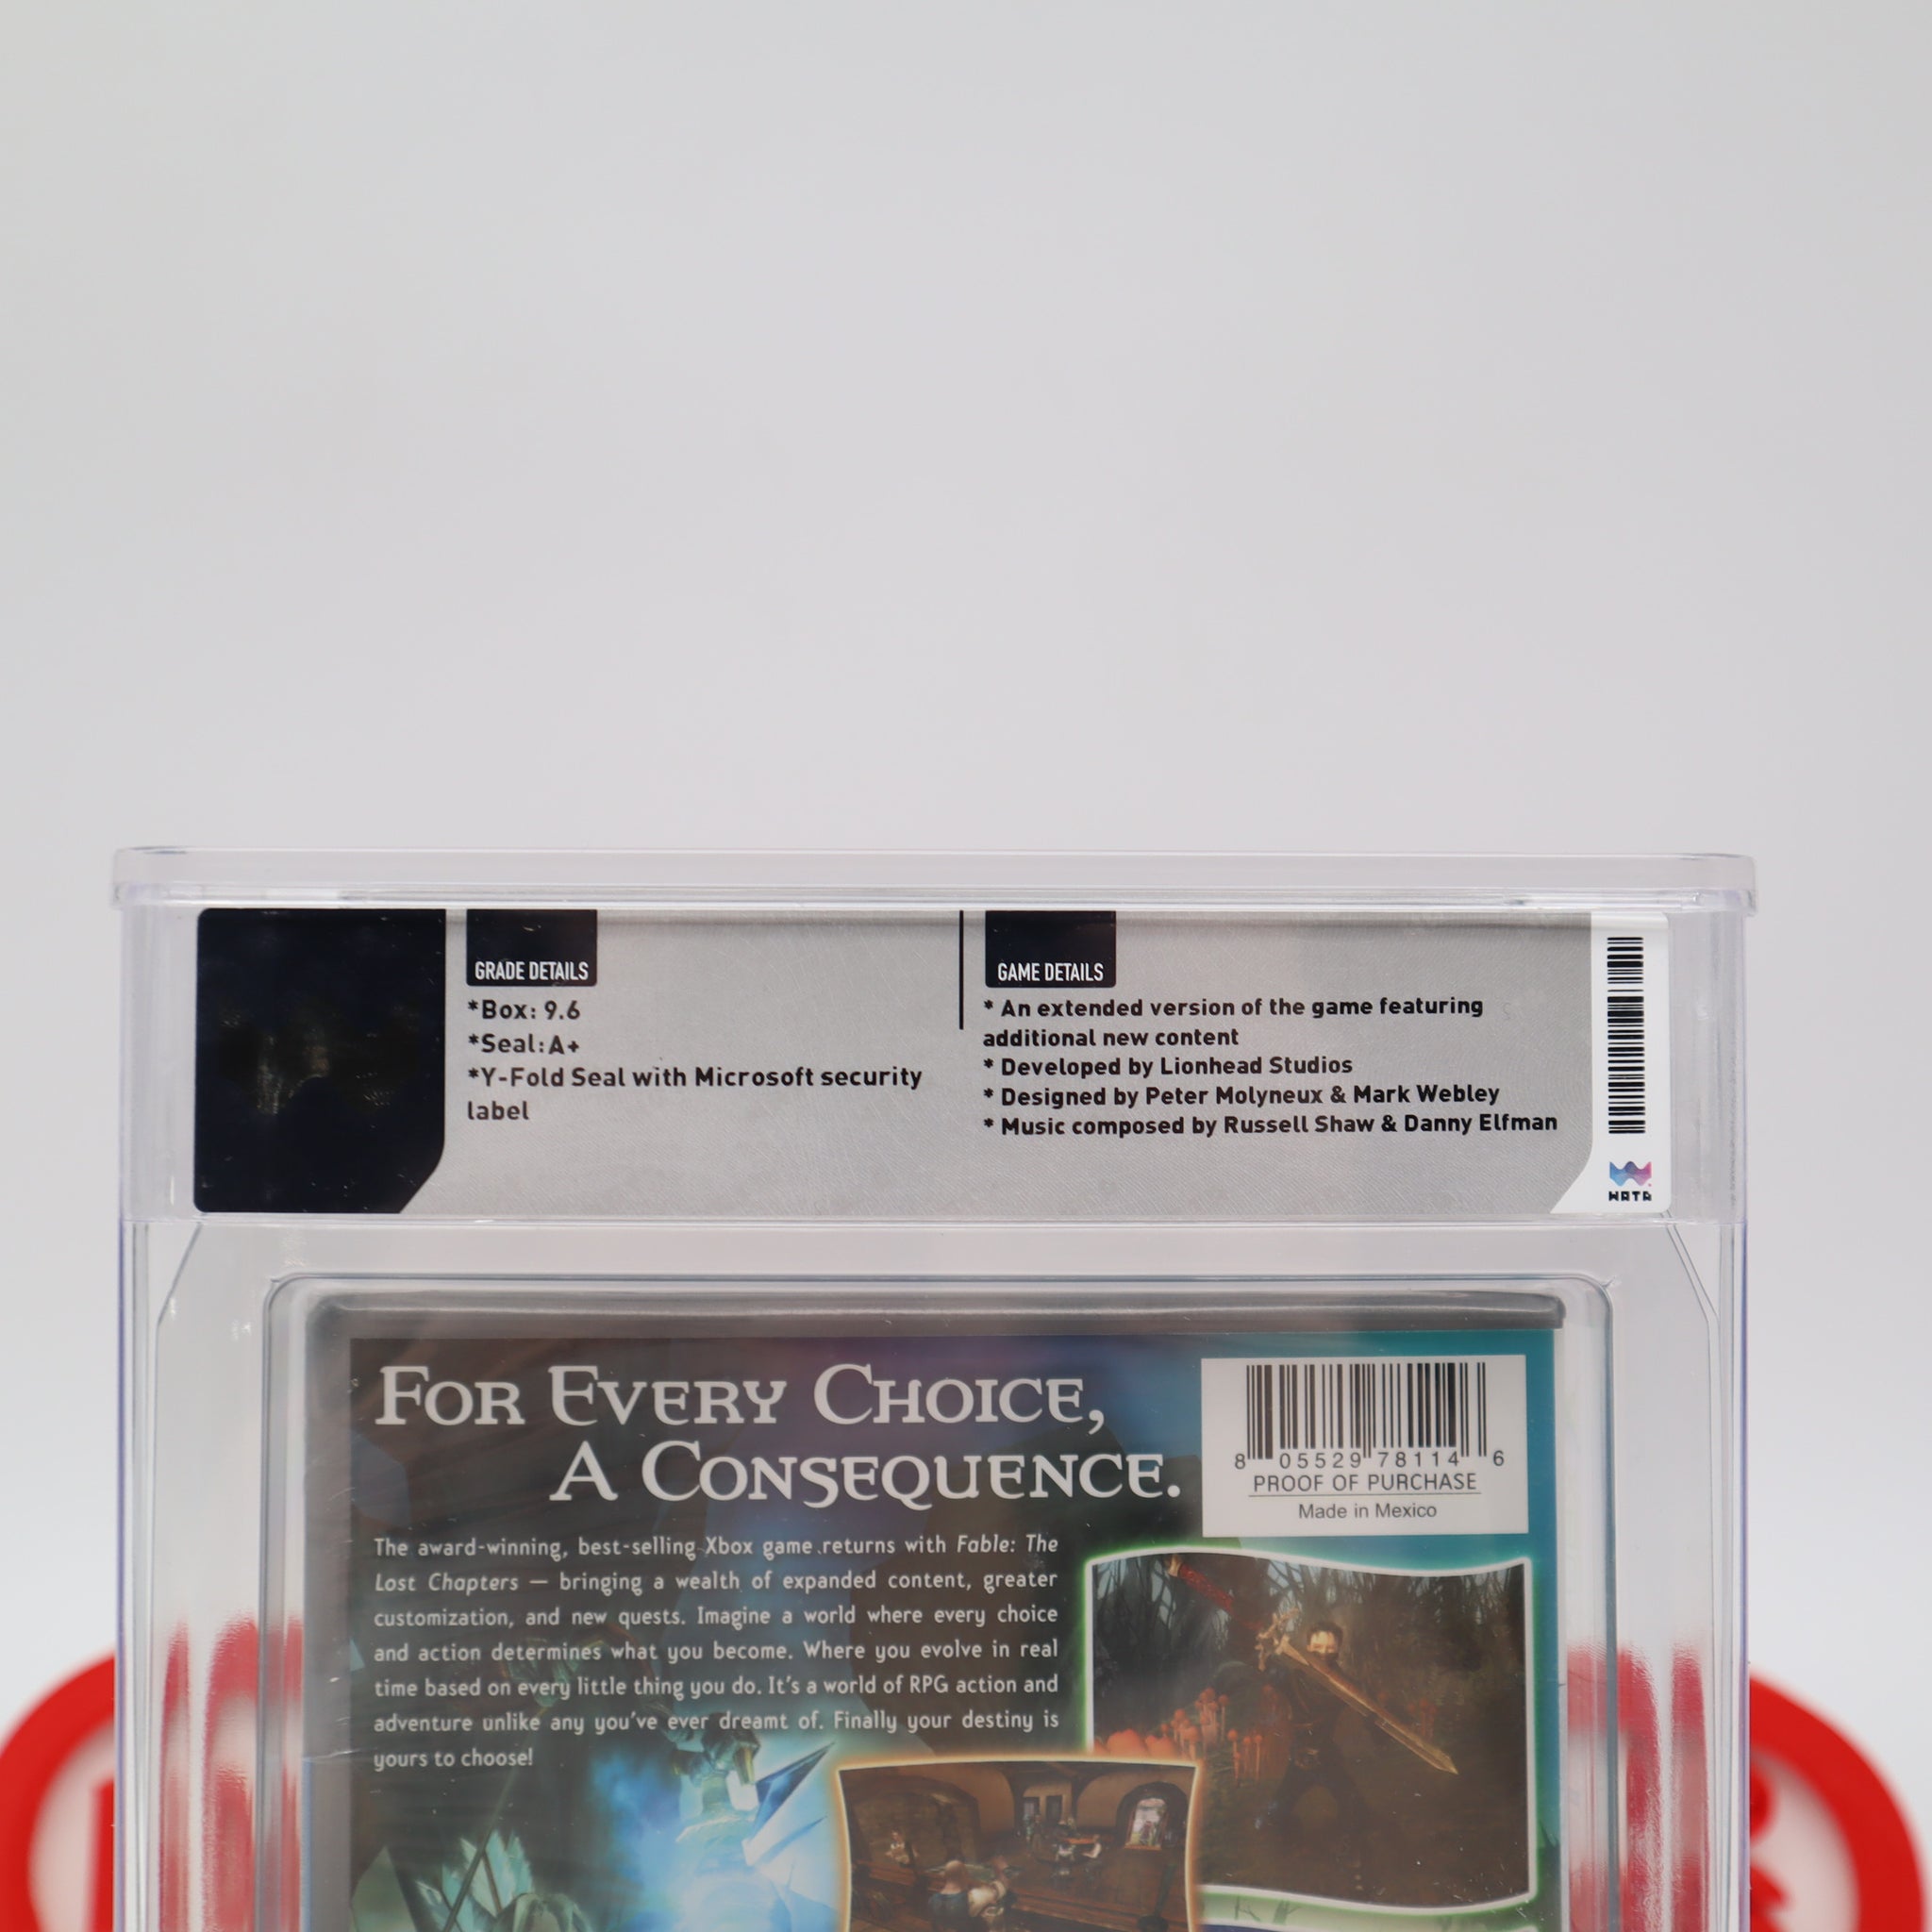 GRADE DETAILS
*Box: 9.6
*Seal: A+
*Y-Fold Seal with Microsoft security
label
GAME DETAILS
* An extended version of the game featuring
additional new content
* Developed by Lionhead Studios
* Designed by Peter Molyneux & Mark Webley
* Music composed by Russell Shaw & Danny Elfman
WATA
FOR EVERY CHOICE,
A CONSEQUENCE.
8 05529 78114 6
PROOF OF PURCHASE
Made in Mexico
The award-winning, best-selling Xbox game returns with Fable: The
Lost Chapters — bringing a wealth of expanded content, greater
customization, and new quests. Imagine a world where every choice
and action determines what you become. Where you evolve in real
time based on every little thing you do. It's a world of RPG action and
adventure unlike any you've ever dreamt of. Finally your destiny is
yours to choose!